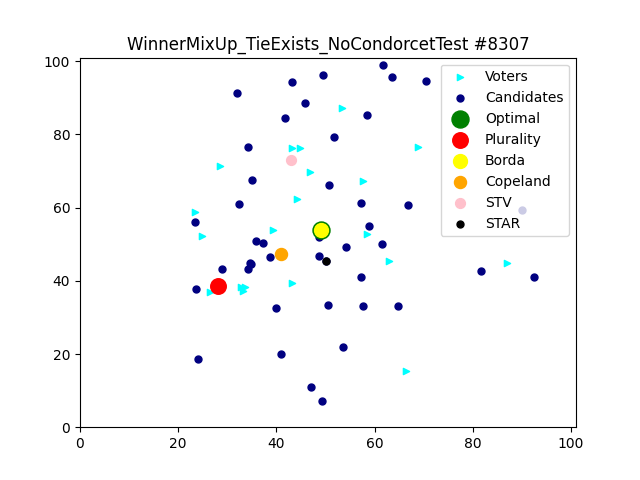 WinnerMixUp_TieExists_NoCondorcetTest #8307
Voters
Candidates
Optimal
Plurality
Borda
Copeland
STV
STAR
100
80
60
40
20
0
0 20 40 60 80 100